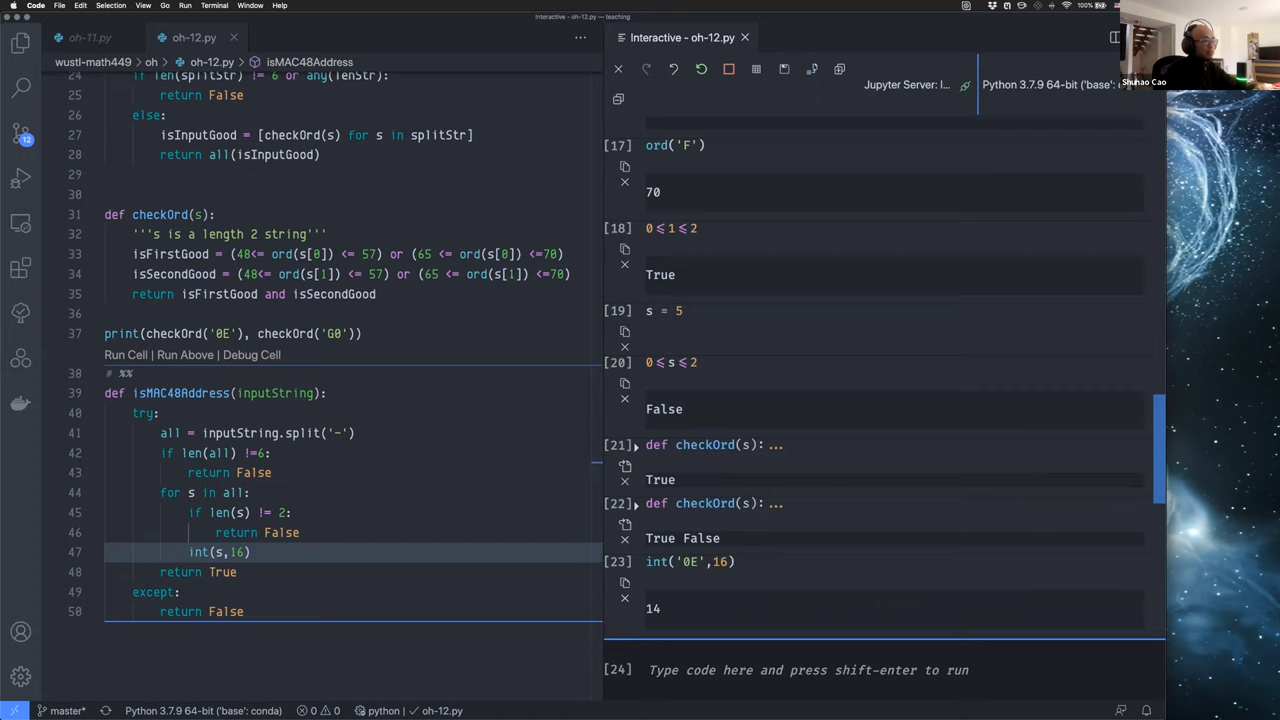 Code File Edit Selection View Go Run Terminal Window Help
100%
Interactive - oh-12.py — teaching
oh-11.py
oh-12.py
wustl-math449 > oh > oh-12.py > isMAC48Address
24 if len(splitStr) != 6 or any(lenStr):
25 return False
26 else:
27 isInputGood = [checkOrd(s) for s in splitStr]
28 return all(isInputGood)
29
30
31 def checkOrd(s):
32 '''s is a length 2 string'''
33 isFirstGood = (48<= ord(s[0]) <= 57) or (65 <= ord(s[0]) <=70)
34 isSecondGood = (48<= ord(s[1]) <= 57) or (65 <= ord(s[1]) <=70)
35 return isFirstGood and isSecondGood
36
37 print(checkOrd('0E'), checkOrd('G0'))
Run Cell | Run Above | Debug Cell
38 # %%
39 def isMAC48Address(inputString):
40 try:
41 all = inputString.split('-')
42 if len(all) !=6:
43 return False
44 for s in all:
45 if len(s) != 2:
46 return False
47 int(s,16)
48 return True
49 except:
50 return False
12
master*
Python 3.7.9 64-bit ('base': conda)
0 0
python
oh-12.py
Interactive - oh-12.py
Jupyter Server: l...
Python 3.7.9 64-bit ('base': c
Shuhao Cao
[17] ord('F')
70
[18] 0<=1<=2
True
[19] s = 5
[20] 0<=s<=2
False
[21] def checkOrd(s): ...
True
[22] def checkOrd(s): ...
True False
[23] int('0E',16)
14
[24] Type code here and press shift-enter to run